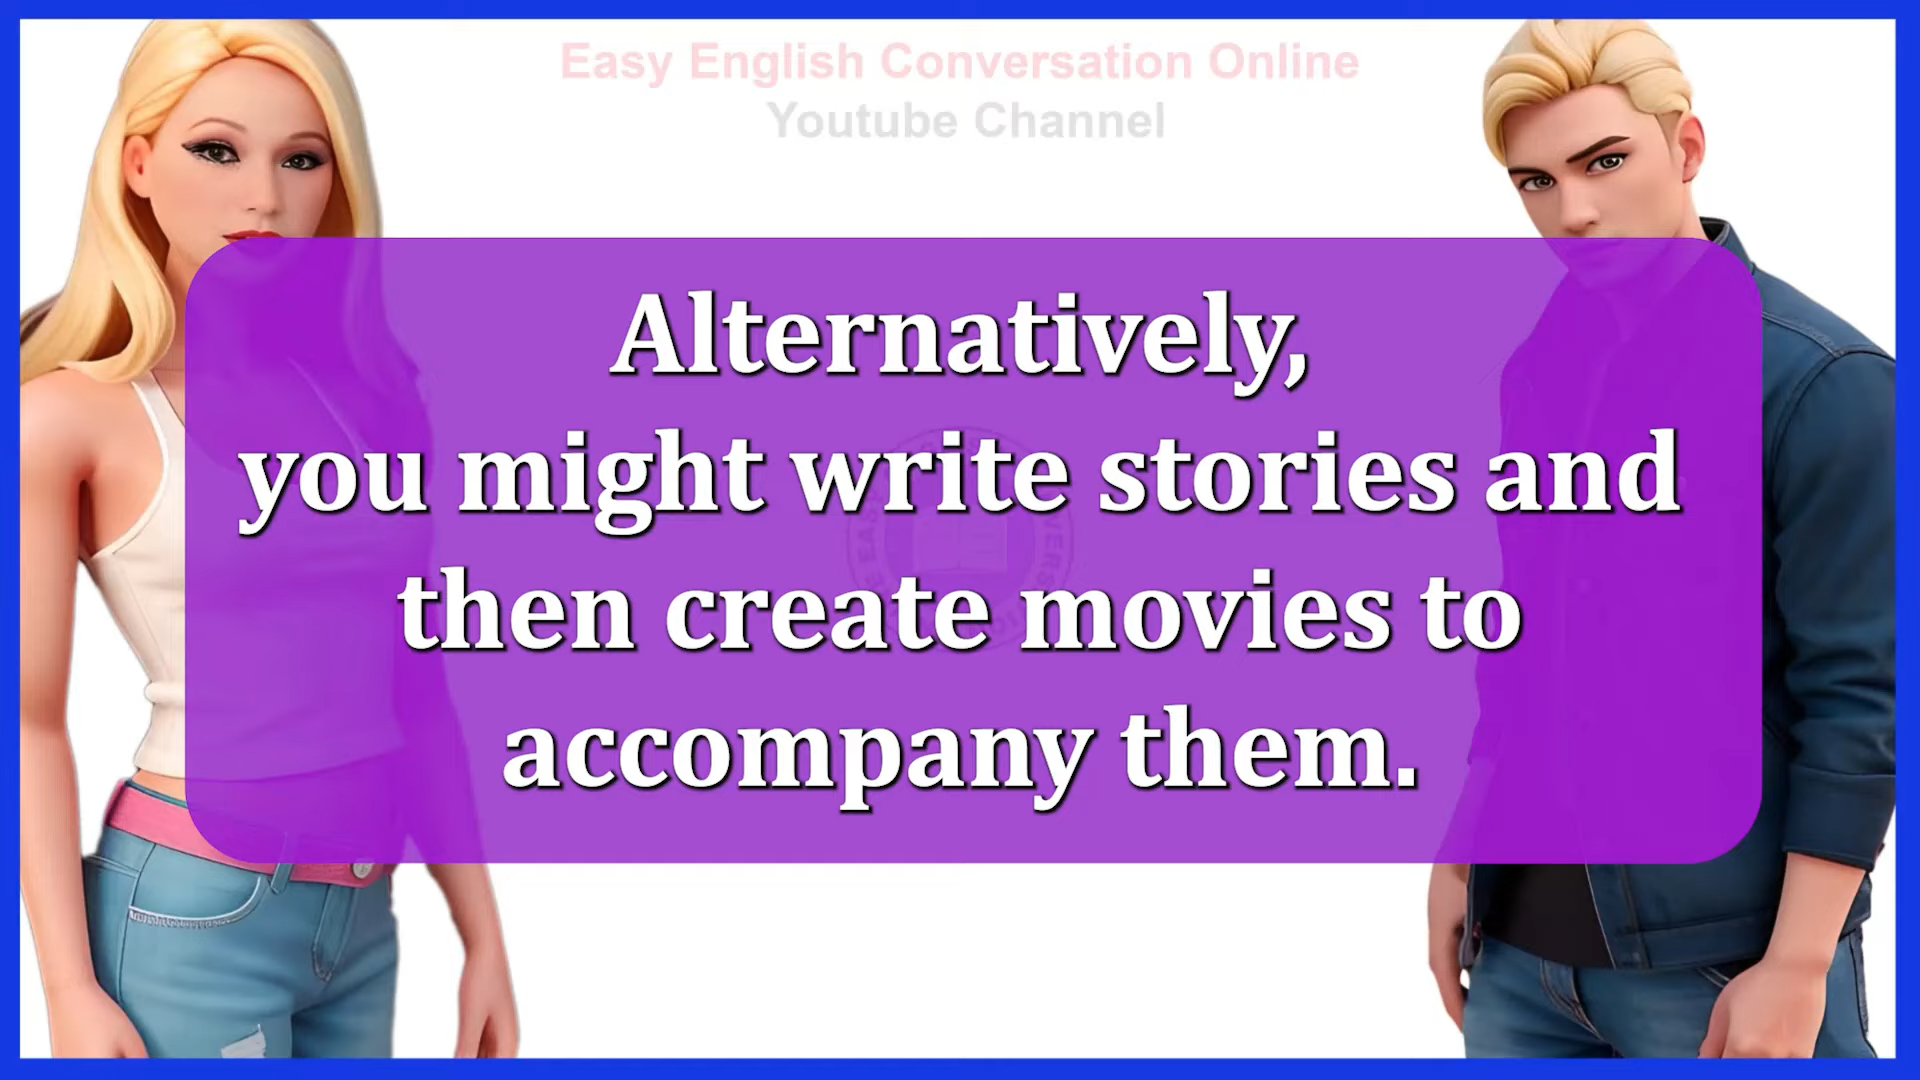 Easy English Conversation Online
Youtube Channel
Alternatively,
you might write stories and
then create movies to
accompany them.